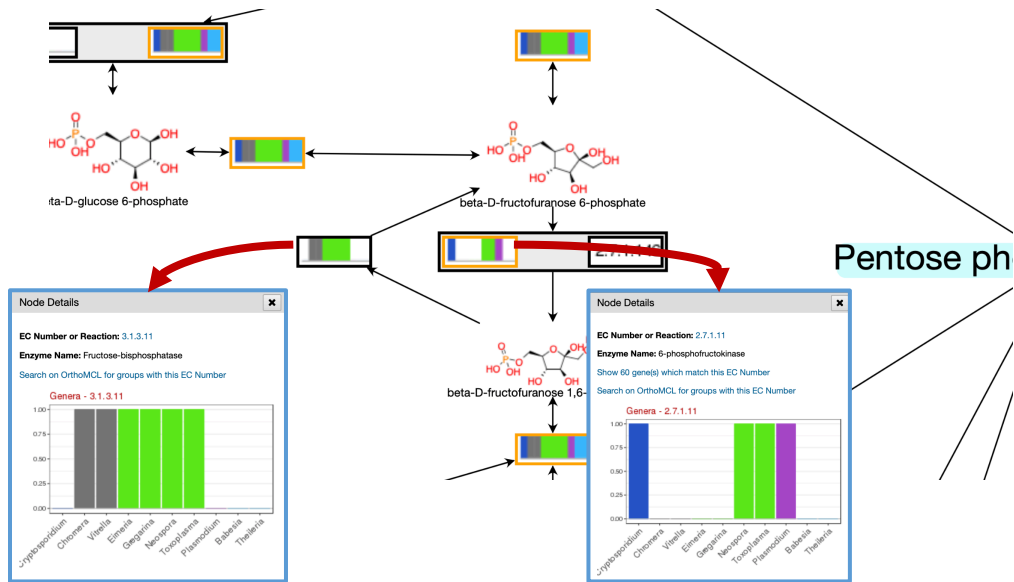 ta-D-glucose 6-phosphate
beta-D-fructofuranose 6-phosphate
Pentose pho
beta-D-fructofuranose 1,6-
Node Details
EC Number or Reaction: 3.1.3.11
Enzyme Name: Fructose-bisphosphatase
Search on OrthoMCL for groups with this EC Number
Genera - 3.1.3.11
1.00
0.75
0.50
0.25
0.00
Cryptosporidium
Chromera
Vitrella
Eimeria
Gregarina
Neospora
Toxoplasma
Plasmodium
Babesia
Theileria
Node Details
EC Number or Reaction: 2.7.1.11
Enzyme Name: 6-phosphofructokinase
Show 60 gene(s) which match this EC Number
Search on OrthoMCL for groups with this EC Number
Genera - 2.7.1.11
1.00
0.75
0.50
0.25
0.00
Cryptosporidium
Chromera
Vitrella
Eimeria
Gregarina
Neospora
Toxoplasma
Plasmodium
Babesia
Theileria